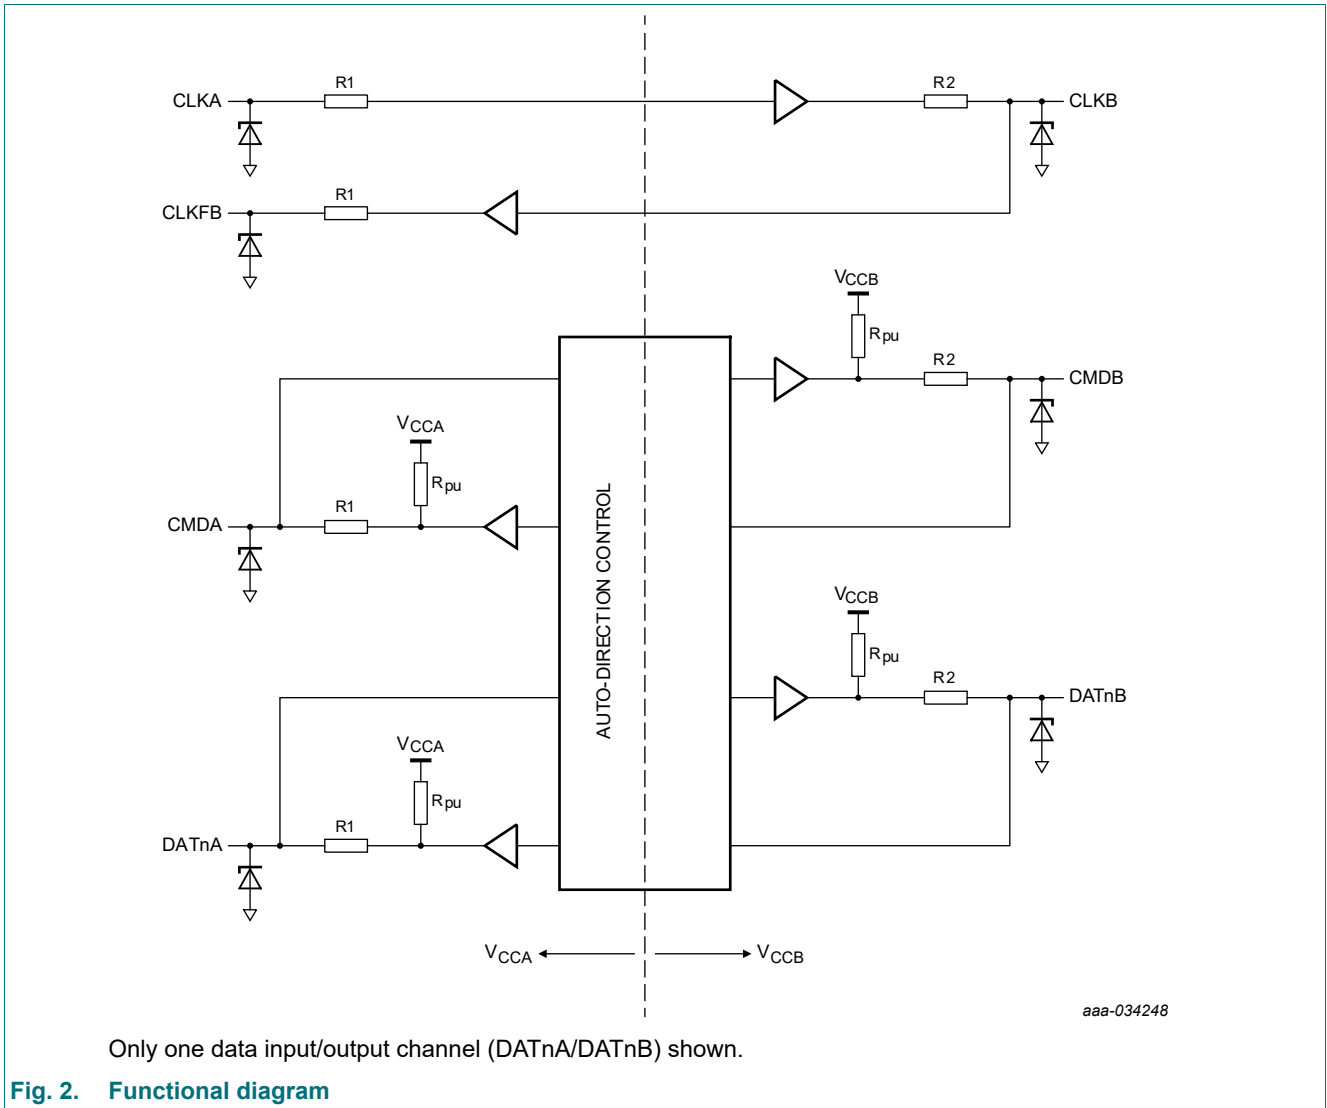 R1
R2
CLKA
CLKB
R1
CLKFB
VCCB
Rpu
R2
CMDB
VCCA
Rpu
R1
CMDA
AUTO-DIRECTION CONTROL
VCCB
Rpu
R2
DATnB
VCCA
Rpu
R1
DATnA
VCCA
VCCB
aaa-034248
Only one data input/output channel (DATnA/DATnB) shown.
Fig. 2. Functional diagram